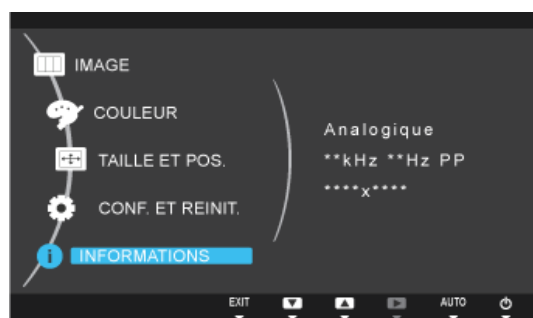 IMAGE
COULEUR
TAILLE ET POS.
CONF. ET REINIT.
INFORMATIONS
Analogique
**kHz **Hz PP
****x****
EXIT AUTO